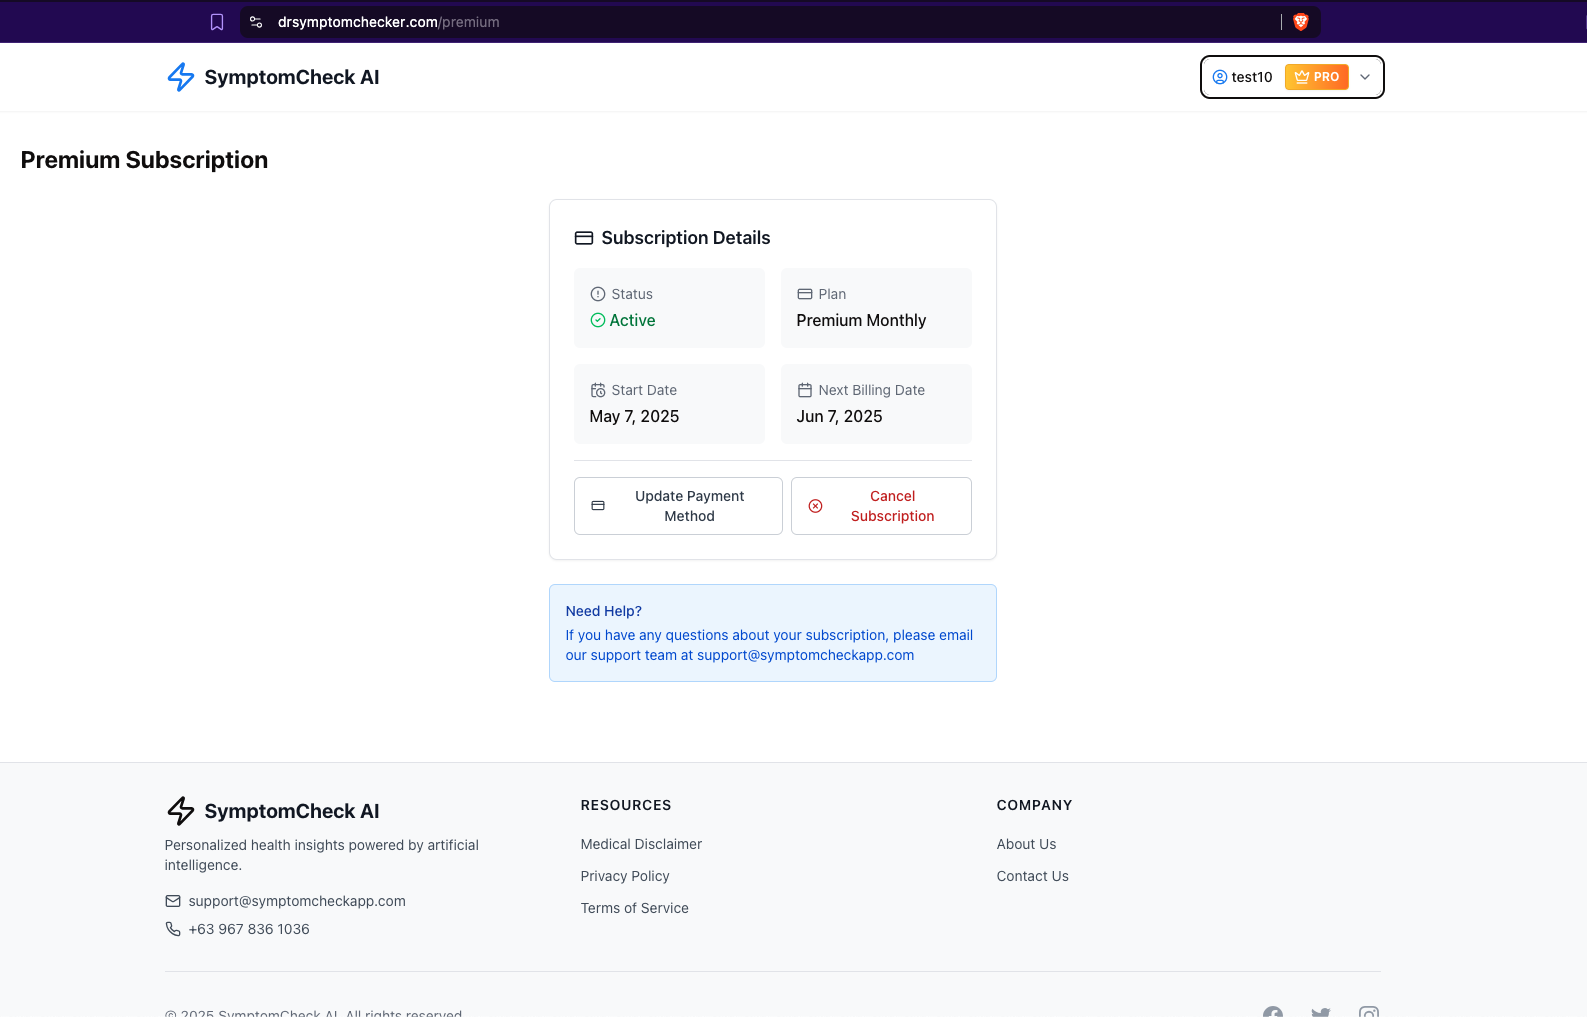 drsymptomchecker.com/premium
SymptomCheck AI
test10 PRO
Premium Subscription
Subscription Details
Status
Active
Plan
Premium Monthly
Start Date
May 7, 2025
Next Billing Date
Jun 7, 2025
Update Payment
Method
Cancel
Subscription
Need Help?
If you have any questions about your subscription, please email
our support team at support@symptomcheckapp.com
SymptomCheck AI
Personalized health insights powered by artificial
intelligence.
support@symptomcheckapp.com
+63 967 836 1036
RESOURCES
Medical Disclaimer
Privacy Policy
Terms of Service
COMPANY
About Us
Contact Us
© 2025 SymptomCheck AI. All rights reserved.